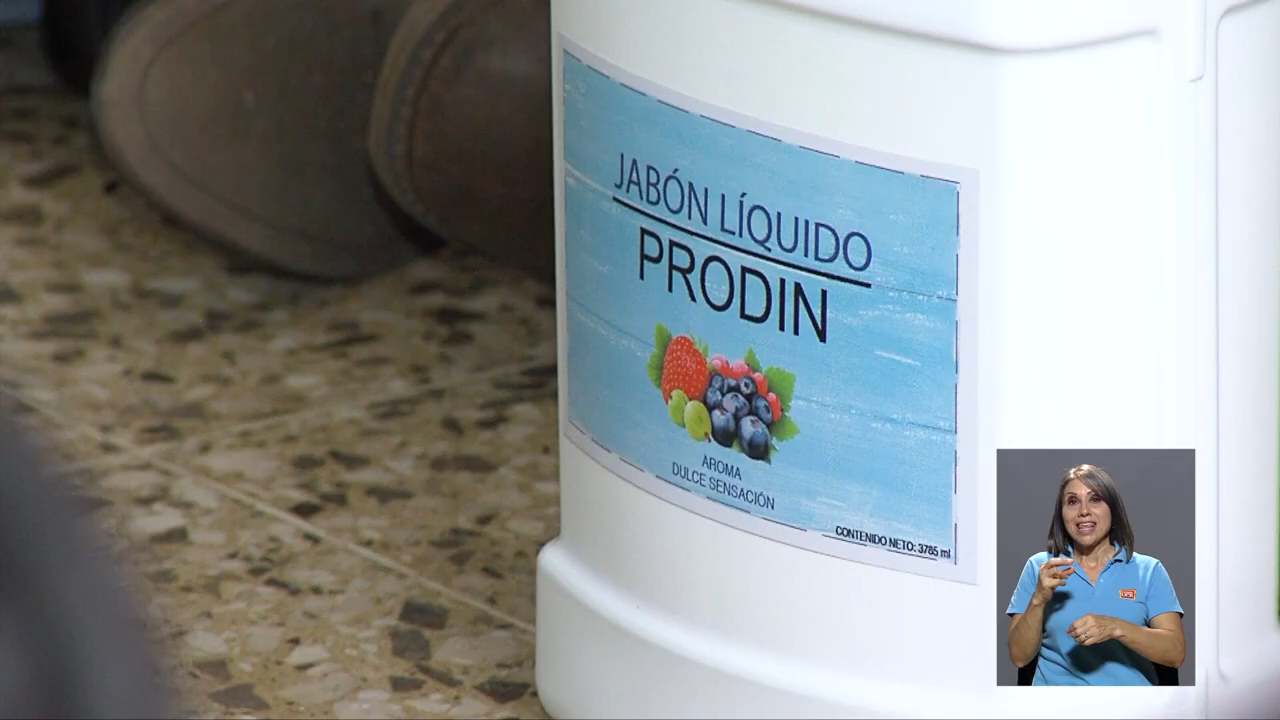 JABÓN LÍQUIDO
PRODIN
AROMA
DULCE SENSACIÓN
CONTENIDO NETO: 3785 ml